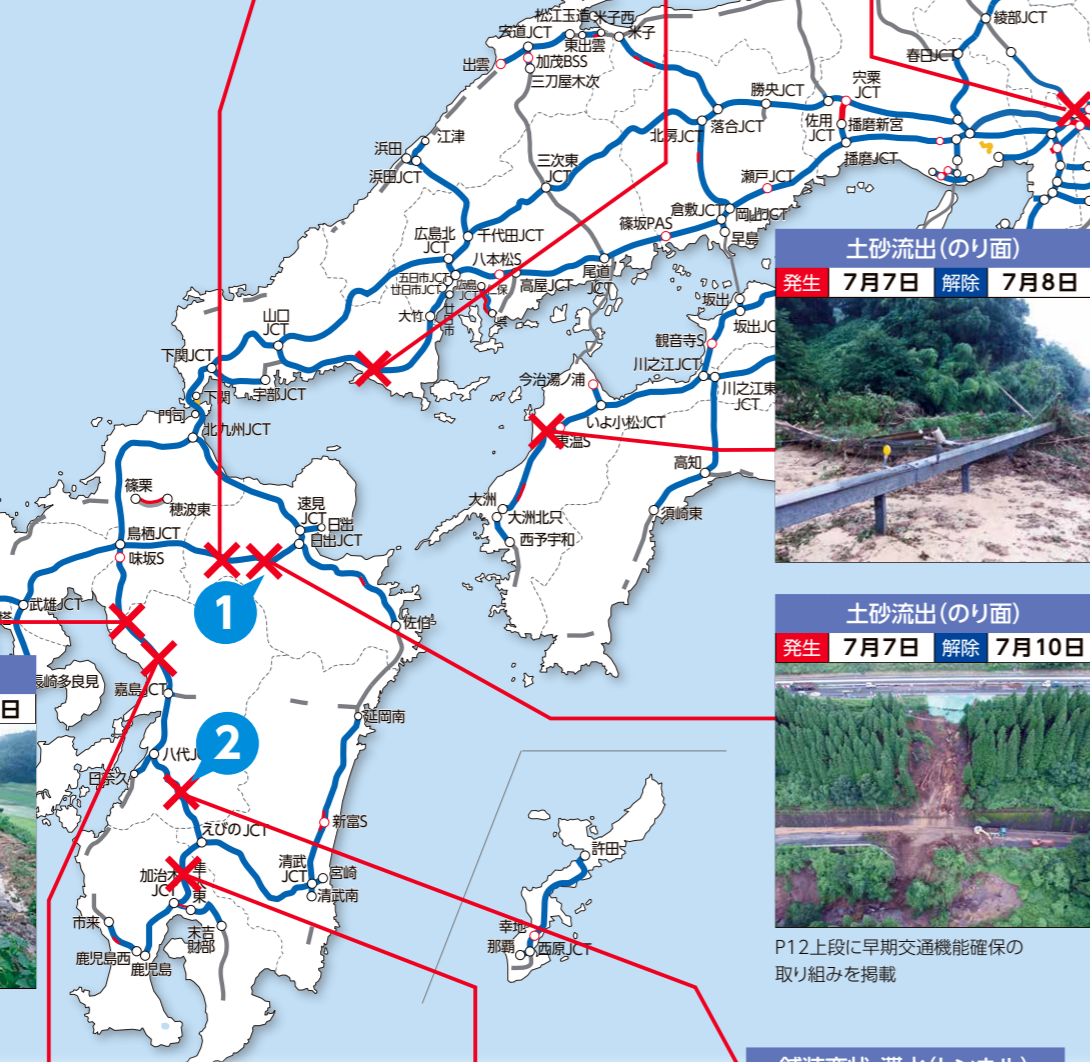 綾部JCT
春日JCT
松江玉造
米子西
宍道JCT
米子
東出雲
出雲
加茂BSS
三刀屋木次
勝央JCT
宍粟
JCT
佐用
JCT
播磨新宮
播磨JCT
落合JCT
北房JCT
江津
浜田
浜田JCT
三次東
JCT
瀬戸JCT
倉敷JCT
岡山JCT
早島
篠坂PAS
広島北
JCT
千代田JCT
八本松S
五日市JCT
廿日市JCT
広島
JCT
仁保
呉
高屋JCT
尾道
JCT
大竹
廿日市
坂出
坂出JC
観音寺S
川之江JCT
川之江東
JCT
今治湯ノ浦
いよ小松JCT
東温S
高知
須崎東
大洲
大洲北只
西予宇和
山口
JCT
下関JCT
宇部JCT
下関
門司
北九州JCT
篠栗
穂波東
鳥栖JCT
味坂S
速見
JCT
日出
日出JCT
武雄JCT
佐伯
1
長崎多良見
嘉島JCT
延岡南
2
八代J
日奈久
えびのJCT
新富S
加治木
JCT
隼人東
清武
JCT
宮崎
清武南
市来
末吉
財部
鹿児島西
鹿児島
許田
幸地
那覇
西原JCT
日
土砂流出（のり面）
発生 7月7日 解除 7月8日
土砂流出（のり面）
発生 7月7日 解除 7月10日
P12上段に早期交通機能確保の
取り組みを掲載